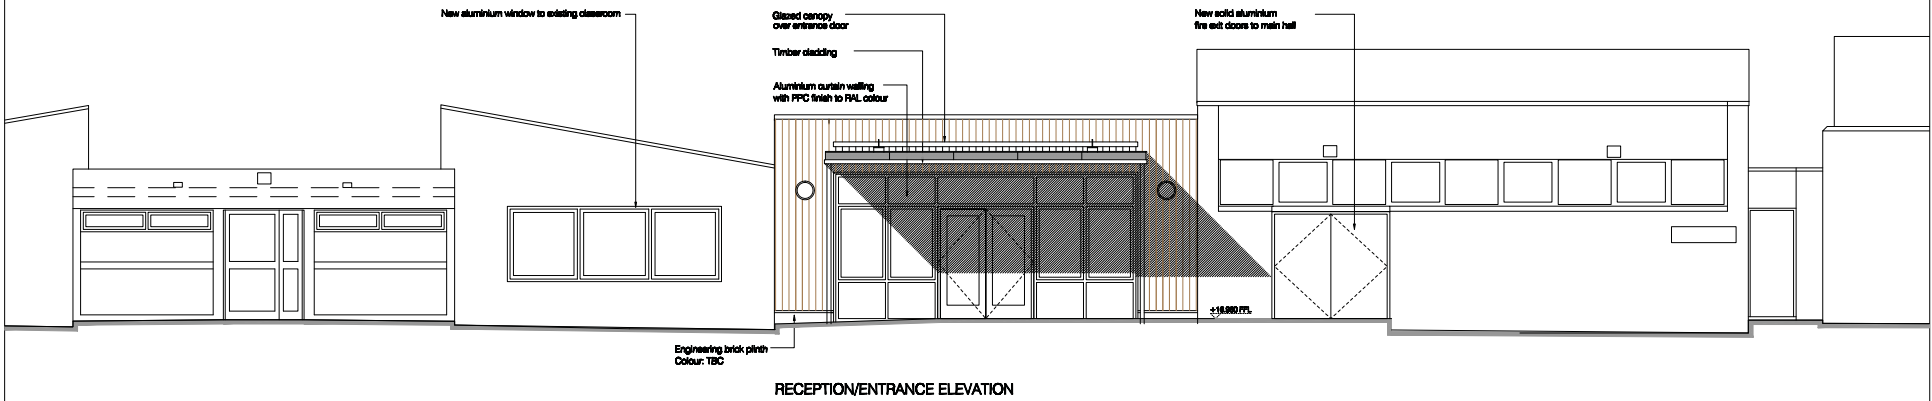 New aluminium window to existing classroom
Glazed canopy
over entrance door
Timber cladding
Aluminium curtain walling
with PPC finish to RAL colour
New solid aluminium
fire exit doors to main hall
Engineering brick plinth
Colour: TBC
RECEPTION/ENTRANCE ELEVATION